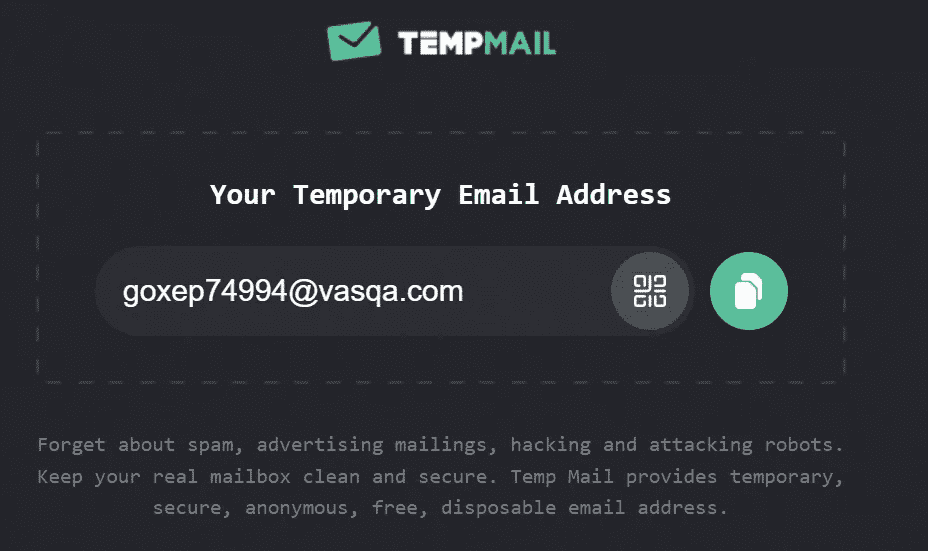 TEMPMAIL
Your Temporary Email Address
goxep74994@vasqa.com
Forget about spam, advertising mailings, hacking and attacking robots.
Keep your real mailbox clean and secure. Temp Mail provides temporary,
secure, anonymous, free, disposable email address.